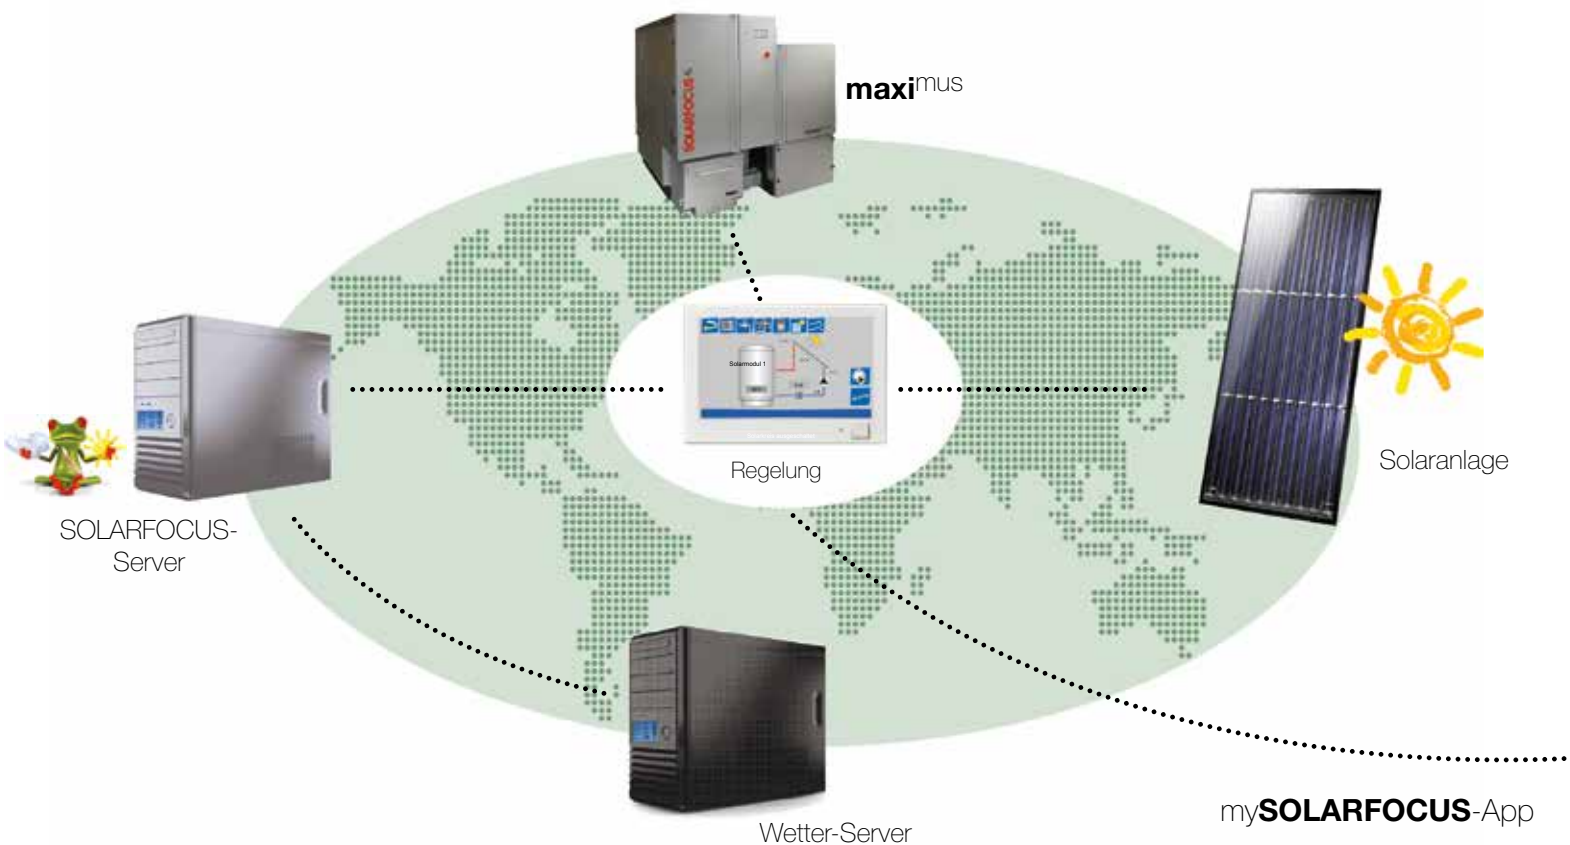 maximus
SOLARFOCUS
Solarmodul 1
Regelung
Solaranlage
SOLARFOCUS-
Server
Wetter-Server
mySOLARFOCUS-App